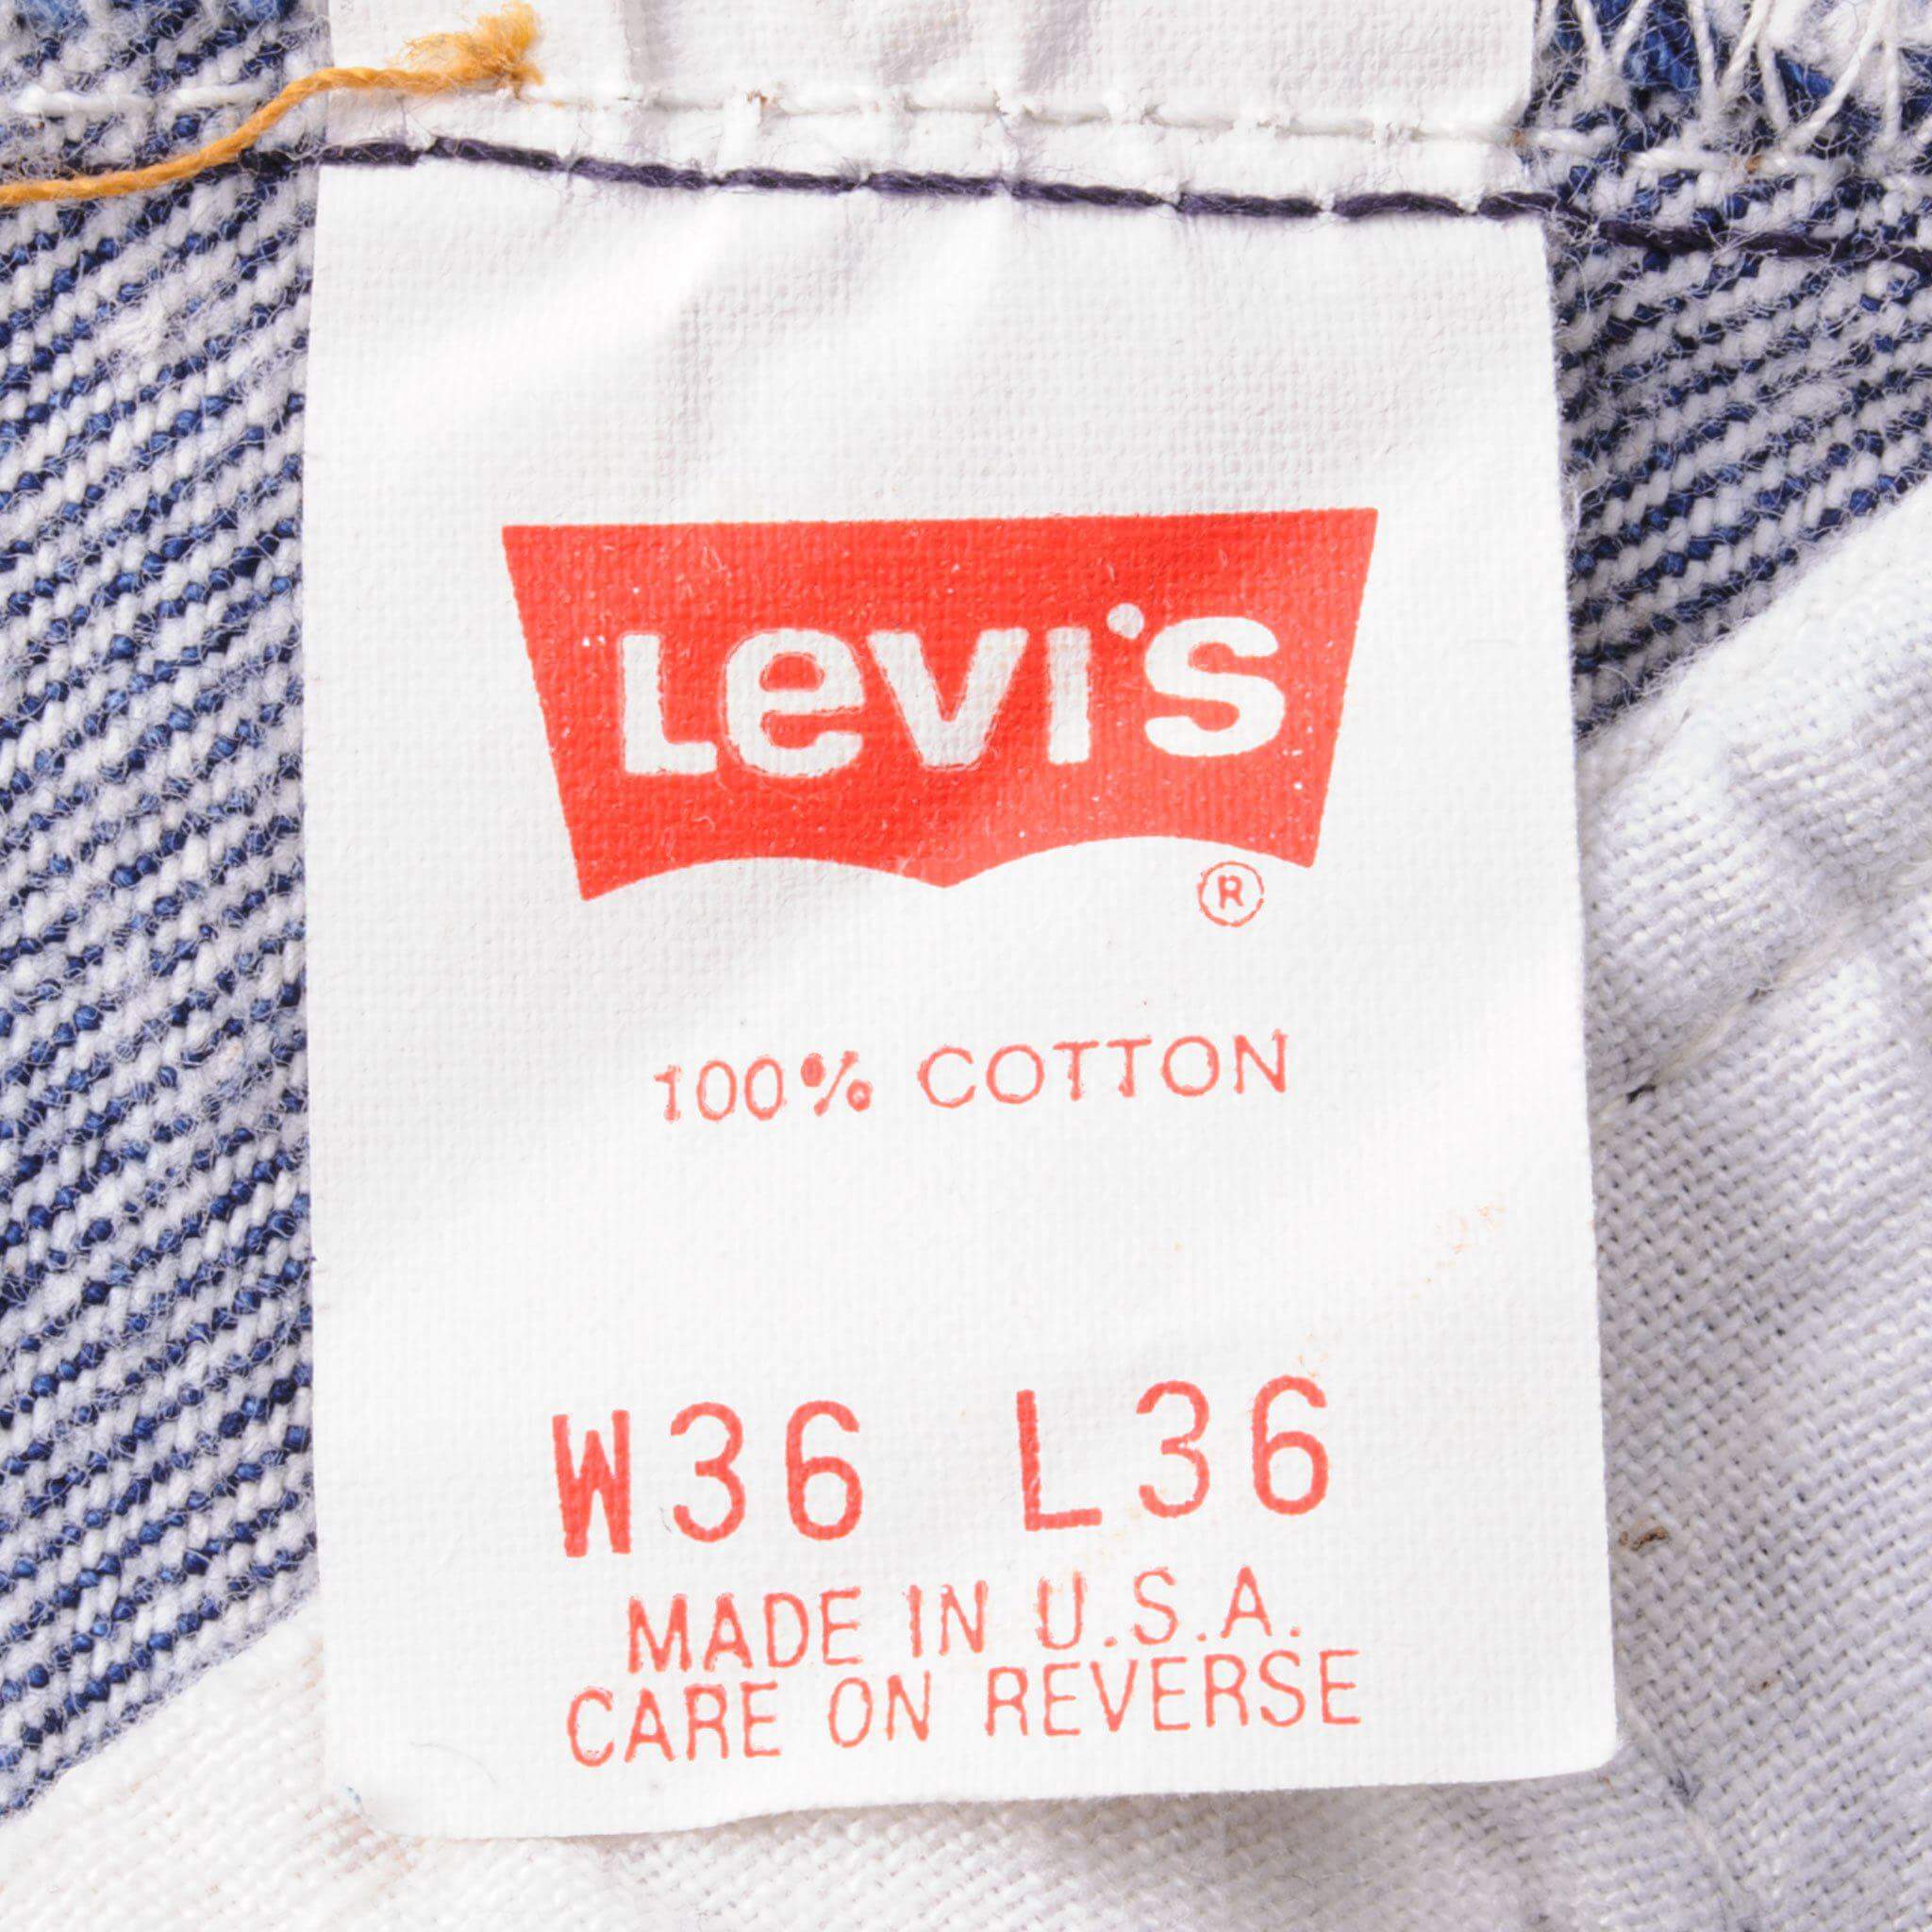 Levi's
®
100% COTTON
W36 L36
MADE IN U.S.A.
CARE ON REVERSE